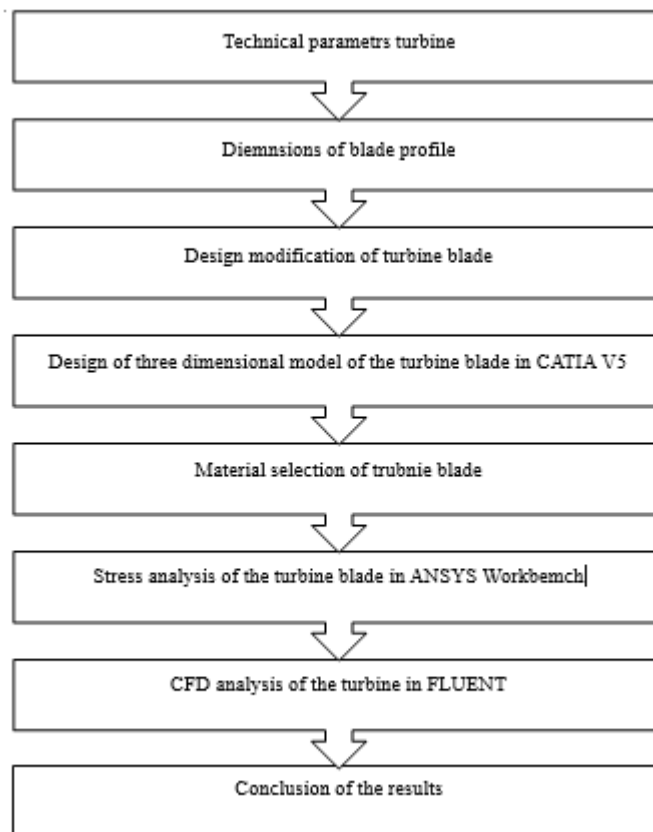 Technical parametrs turbine
Diemnsions of blade profile
Design modification of turbine blade
Design of three dimensional model of the turbine blade in CATIA V5
Material selection of trubnie blade
Stress analysis of the turbine blade in ANSYS Workbemch
CFD analysis of the turbine in FLUENT
Conclusion of the results